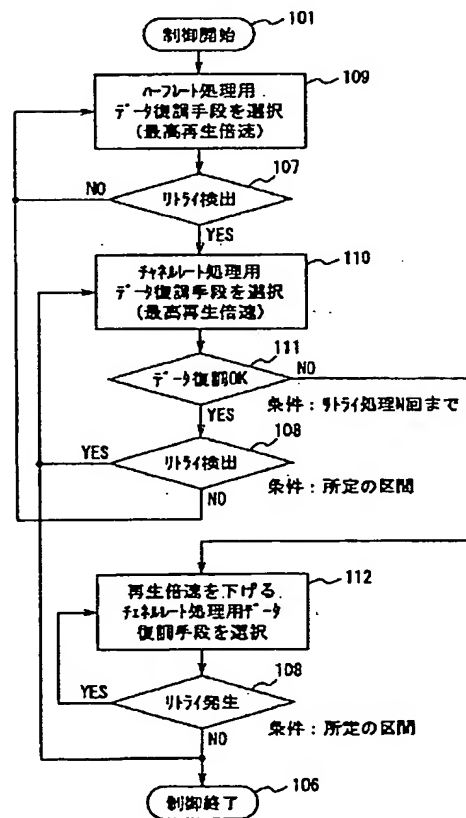 制御開始
101
ハーフレート処理用
データ復調手段を選択
(最高再生倍速)
109
リトライ検出
107
NO
YES
チャネルレート処理用
データ復調手段を選択
(最高再生倍速)
110
データ復調OK
111
NO
YES
条件：リトライ処理N回まで
リトライ検出
108
YES
NO
条件：所定の区間
再生倍速を下げる
チェネルレート処理用データ
復調手段を選択
112
リトライ発生
108
YES
NO
条件：所定の区間
制御終了
106